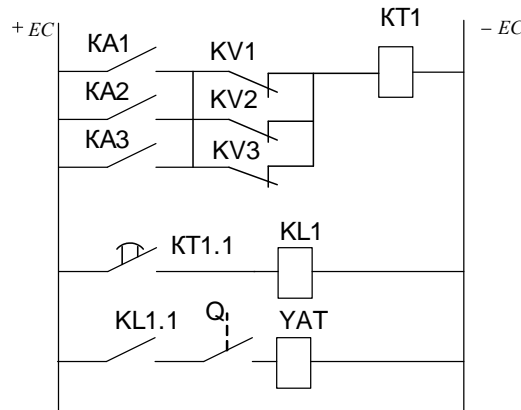 + EC
KT1
– EC
KA1
KV1
KA2
KV2
KA3
KV3
KT1.1
KL1
KL1.1
Q
YAT